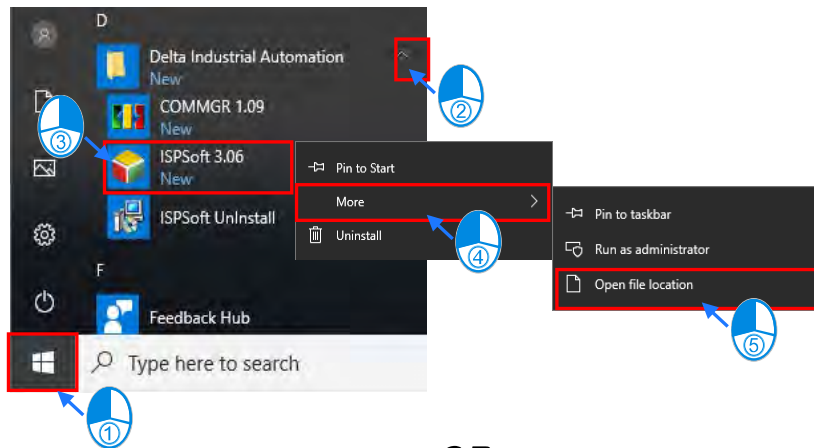 D
Delta Industrial Automation
New
②
COMMGR 1.09
New
③
ISPSoft 3.06
New
Pin to Start
More
Uninstall
④
ISPSoft UnInstall
Pin to taskbar
Run as administrator
Open file location
⑤
F
Feedback Hub
Type here to search
①